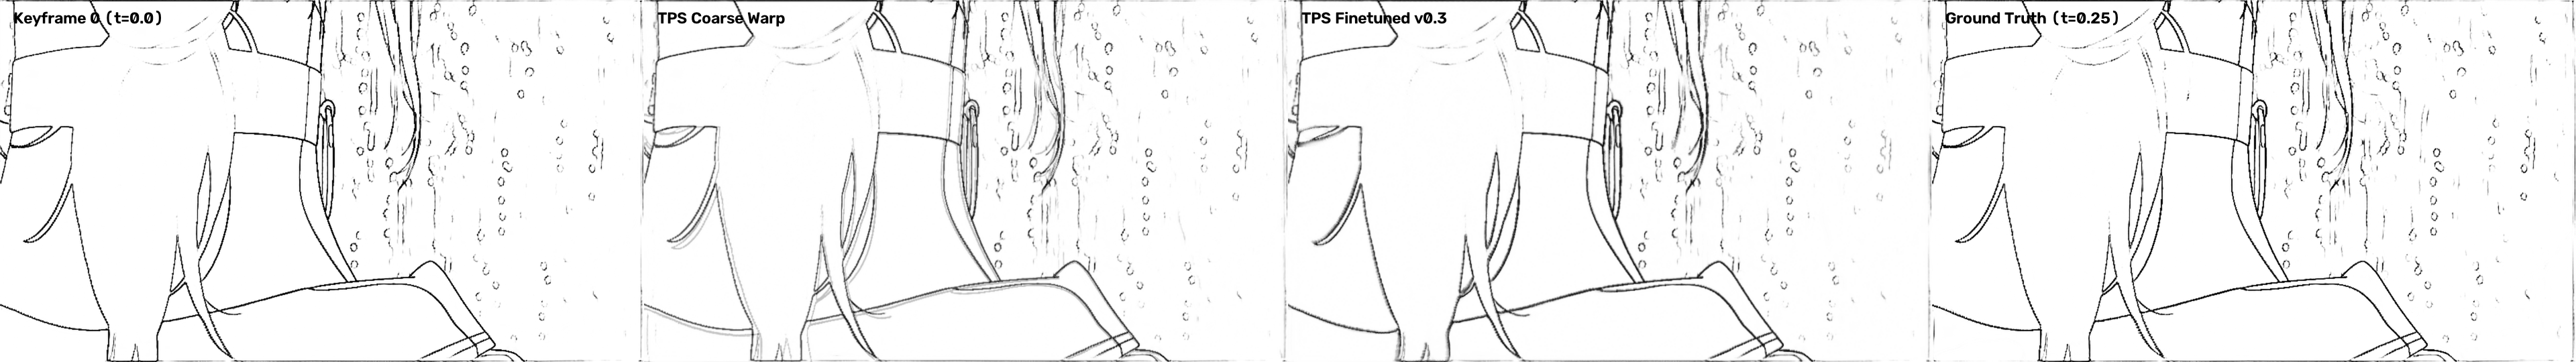 Keyframe 0 (t=0.0)
TPS Coarse Warp
TPS Finetuned v0.3
Ground Truth (t=0.25)